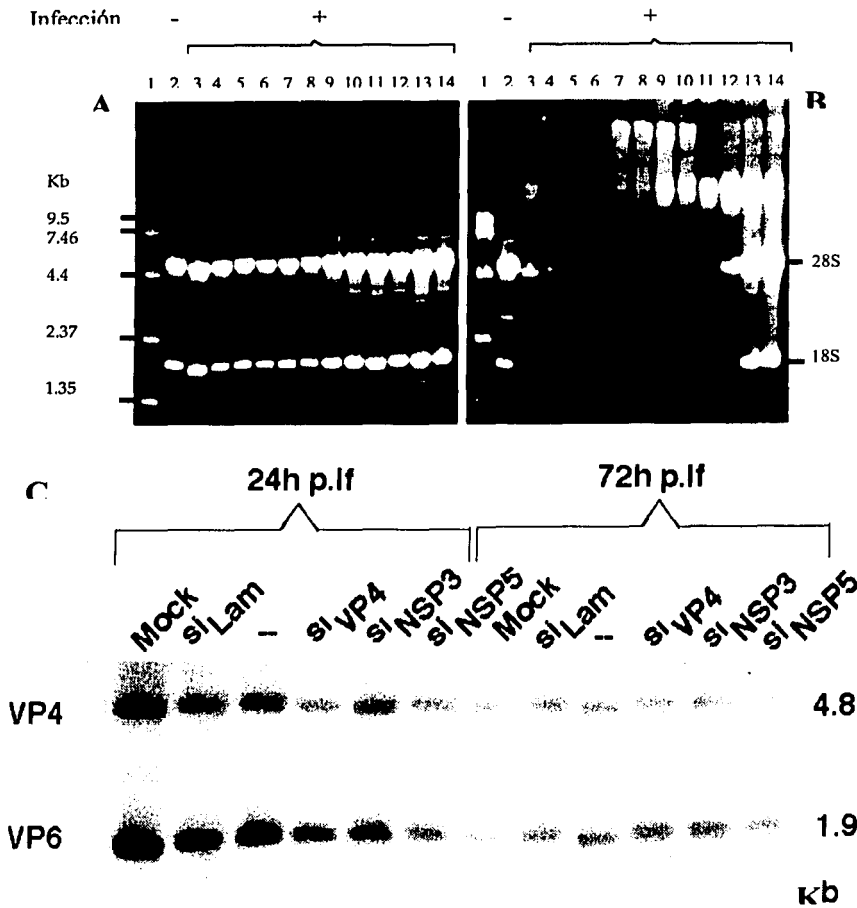 Infección - + - +
1 2 3 4 5 6 7 8 9 10 11 12 13 14 1 2 3 4 5 6 7 8 9 10 11 12 13 14
A B
Kb
9.5
7.46
4.4
2.37
1.35
28S
18S
C 24h p.If 72h p.If
Mock siLam -- siVP4 siNSP3 siNSP5 Mock siLam -- siVP4 siNSP3 siNSP5
VP4 4.8
VP6 1.9
Kb